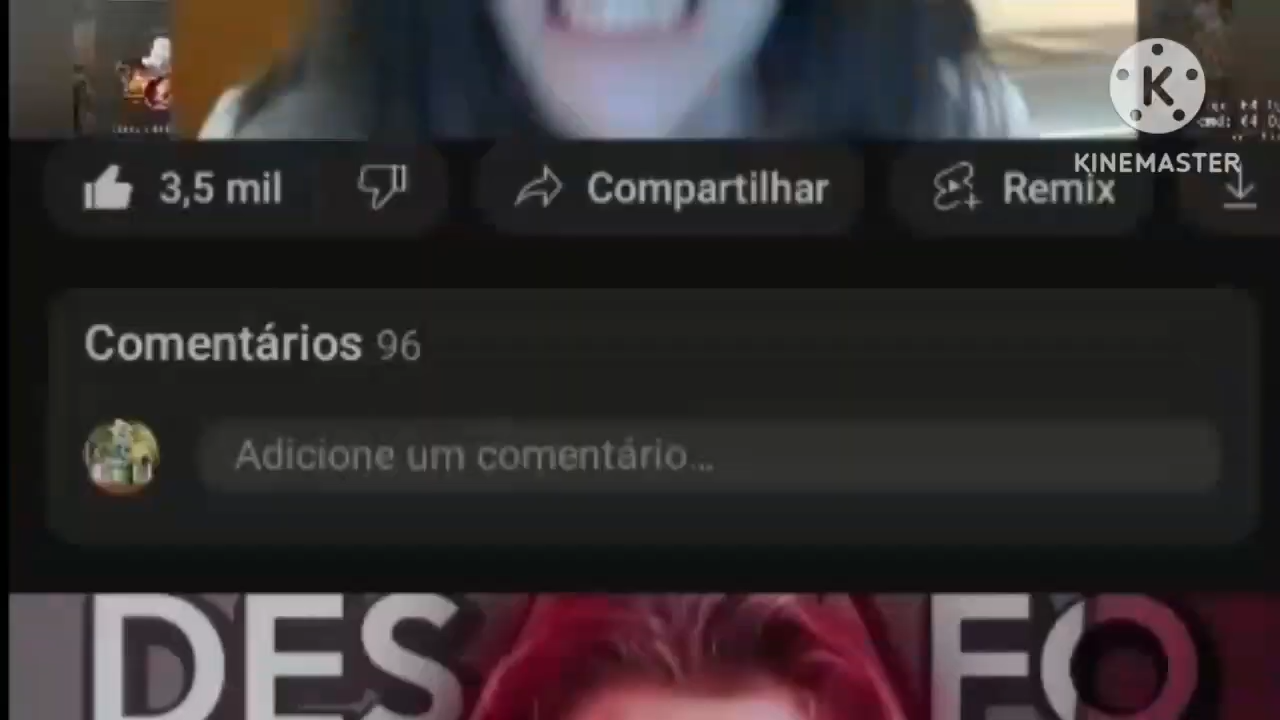 K
KINEMASTER
3,5 mil
Compartilhar
Remix
Comentários 96
Adicione um comentário...
DES
FO